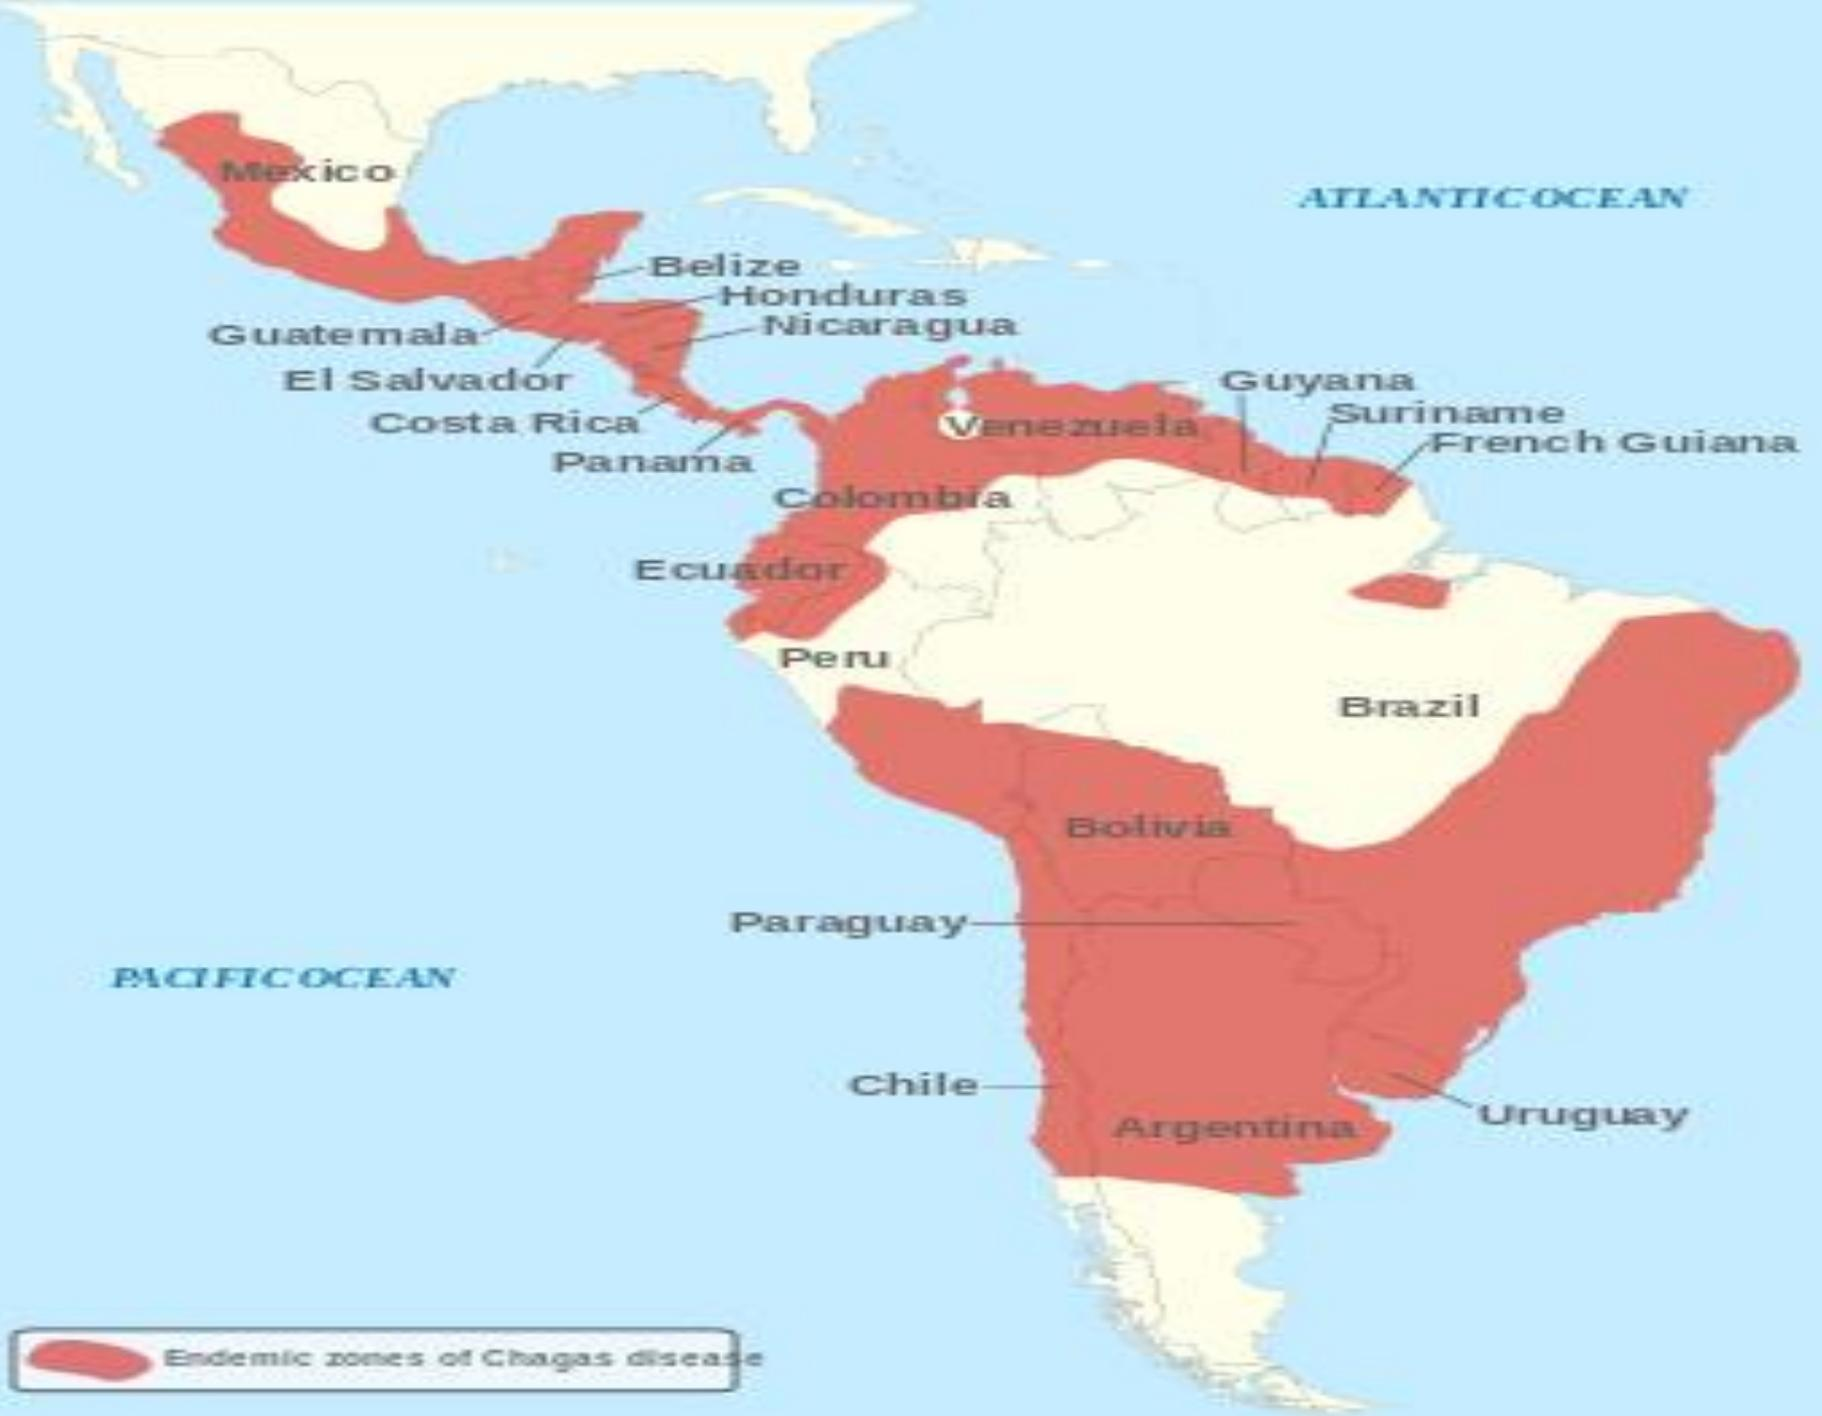 Mexico
ATLANTIC OCEAN
Belize
Honduras
Nicaragua
Guatemala
El Salvador
Costa Rica
Panama
Guyana
Suriname
French Guiana
Venezuela
Colombia
Ecuador
Peru
Brazil
Bolivia
Paraguay
PACIFIC OCEAN
Chile
Uruguay
Argentina
Endemic zones of Chagas disease